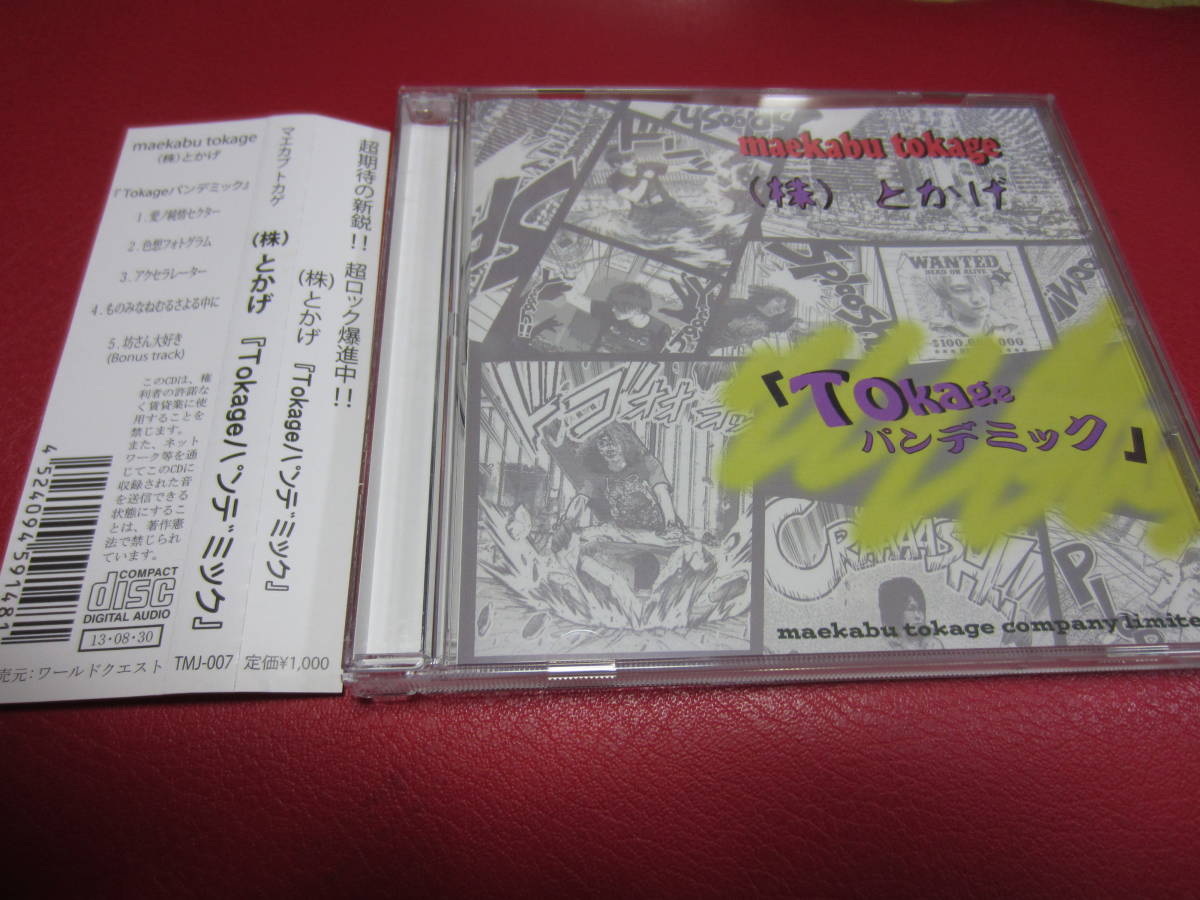 maekabu tokage
(株)とかげ
『Tokageパンデミック』
1. 愛ノ純情セクター
2. 色想フォトグラム
3. アクセラレーター
4. ものみなねむるさよる中に
5. 坊さん大好き
(Bonus track)
このCDは、権
利者の許諾な
く賃貸業に使
用することを
禁じます。
また、ネット
ワーク等を通
じてこのCDに
収録された音
を送信できる
状態にするこ
とは、著作憲
法で禁じられ
ています。
COMPACT
disc
DIGITAL AUDIO
13・08・30
売元:ワールドクエスト
TMJ-007
定価¥1,000
マエカブトカゲ
(株)とかげ 『Tokageパンデミック』
超期待の新鋭!! 超ロック爆進中!!
(株)とかげ 『Tokageパンデミック』
maekabu tokage
(株) とかげ
WANTED
DEAD OR ALIVE
Sploosh
「Tokage
パンデミック」
maekabu tokage company limite